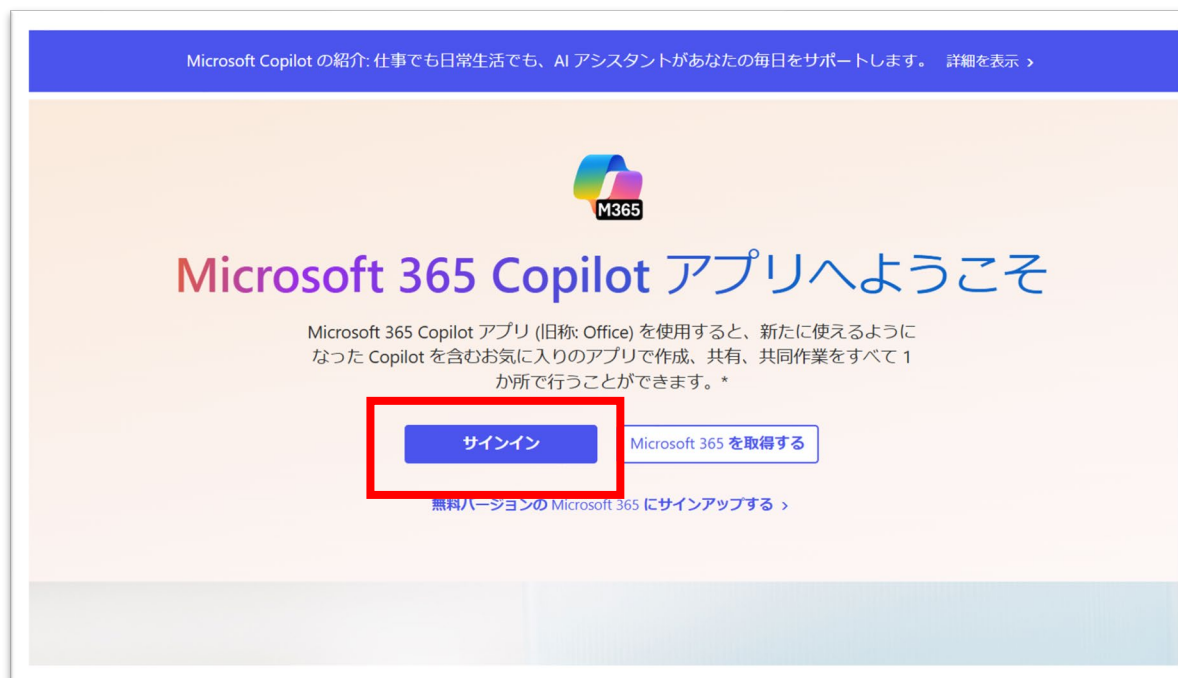 Microsoft Copilot の紹介: 仕事でも日常生活でも、AI アシスタントがあなたの毎日をサポートします。 詳細を表示 ›
M365
Microsoft 365 Copilot アプリへようこそ
Microsoft 365 Copilot アプリ (旧称: Office) を使用すると、新たに使えるように
なった Copilot を含むお気に入りのアプリで作成、共有、共同作業をすべて 1
か所で行うことができます。*
サインイン
Microsoft 365 を取得する
無料バージョンの Microsoft 365 にサインアップする ›